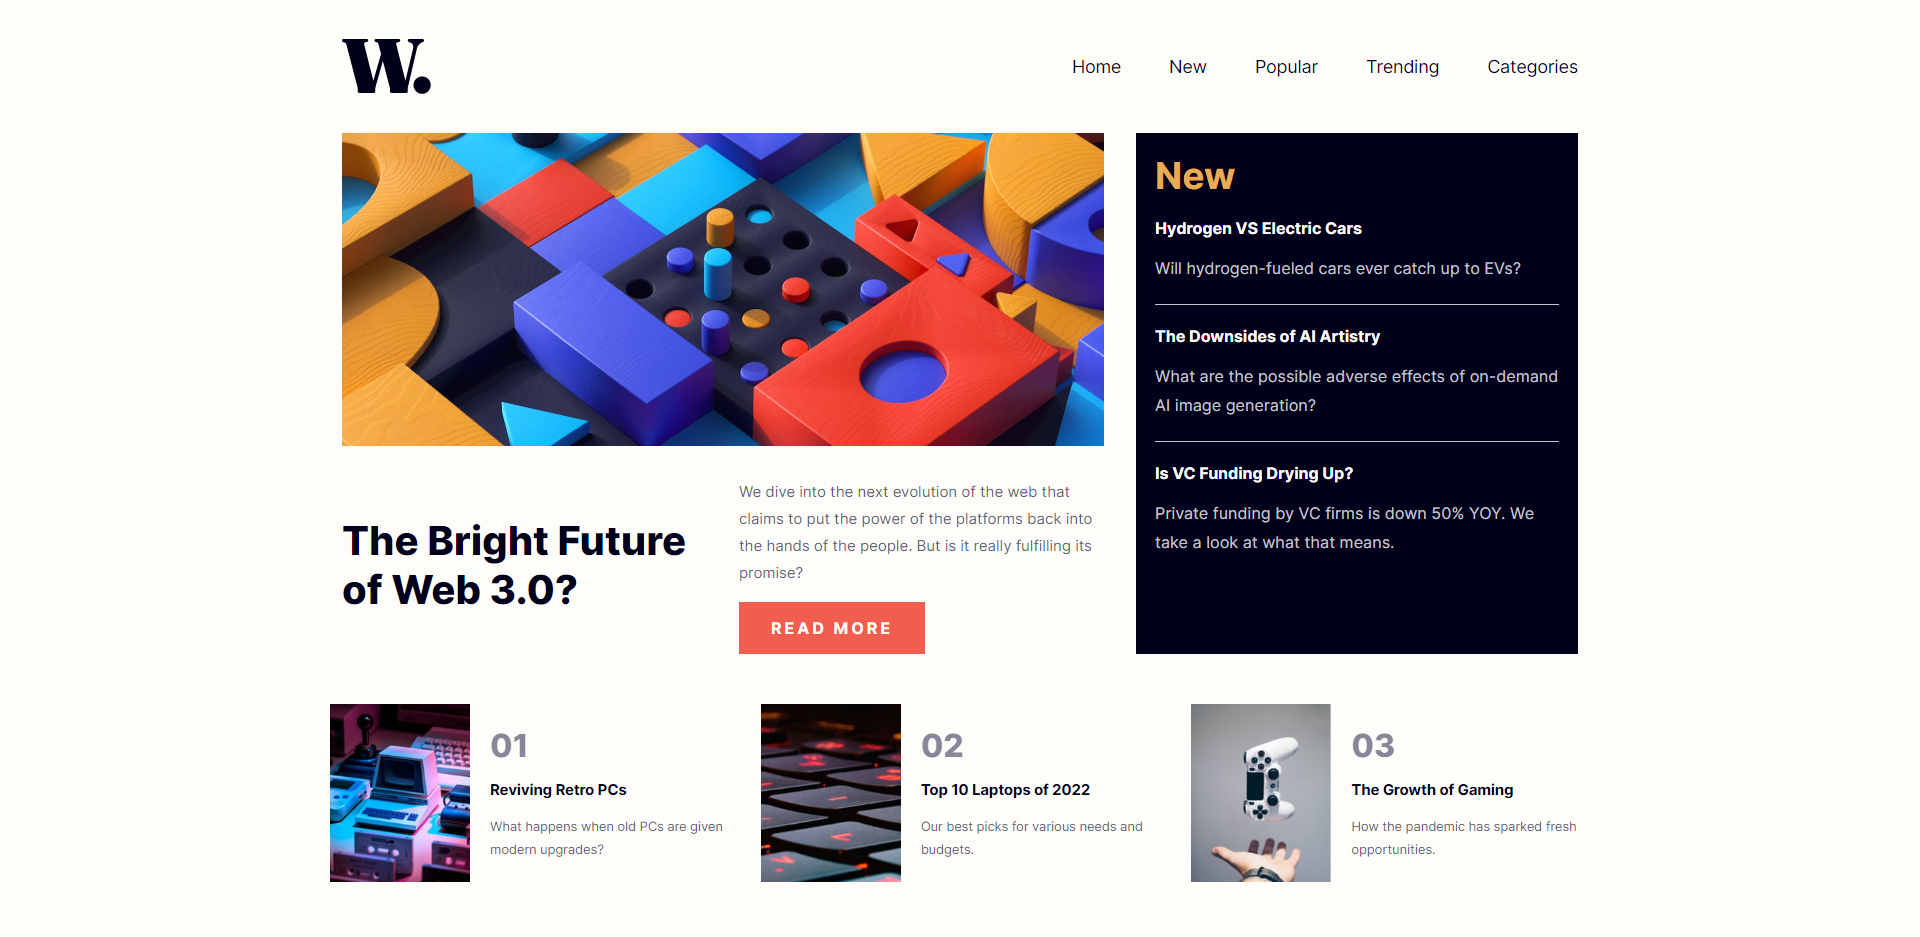 W.
Home New Popular Trending Categories
The Bright Future
of Web 3.0?
We dive into the next evolution of the web that
claims to put the power of the platforms back into
the hands of the people. But is it really fulfilling its
promise?
READ MORE
New
Hydrogen VS Electric Cars
Will hydrogen-fueled cars ever catch up to EVs?
The Downsides of AI Artistry
What are the possible adverse effects of on-demand
AI image generation?
Is VC Funding Drying Up?
Private funding by VC firms is down 50% YOY. We
take a look at what that means.
01
Reviving Retro PCs
What happens when old PCs are given
modern upgrades?
02
Top 10 Laptops of 2022
Our best picks for various needs and
budgets.
03
The Growth of Gaming
How the pandemic has sparked fresh
opportunities.